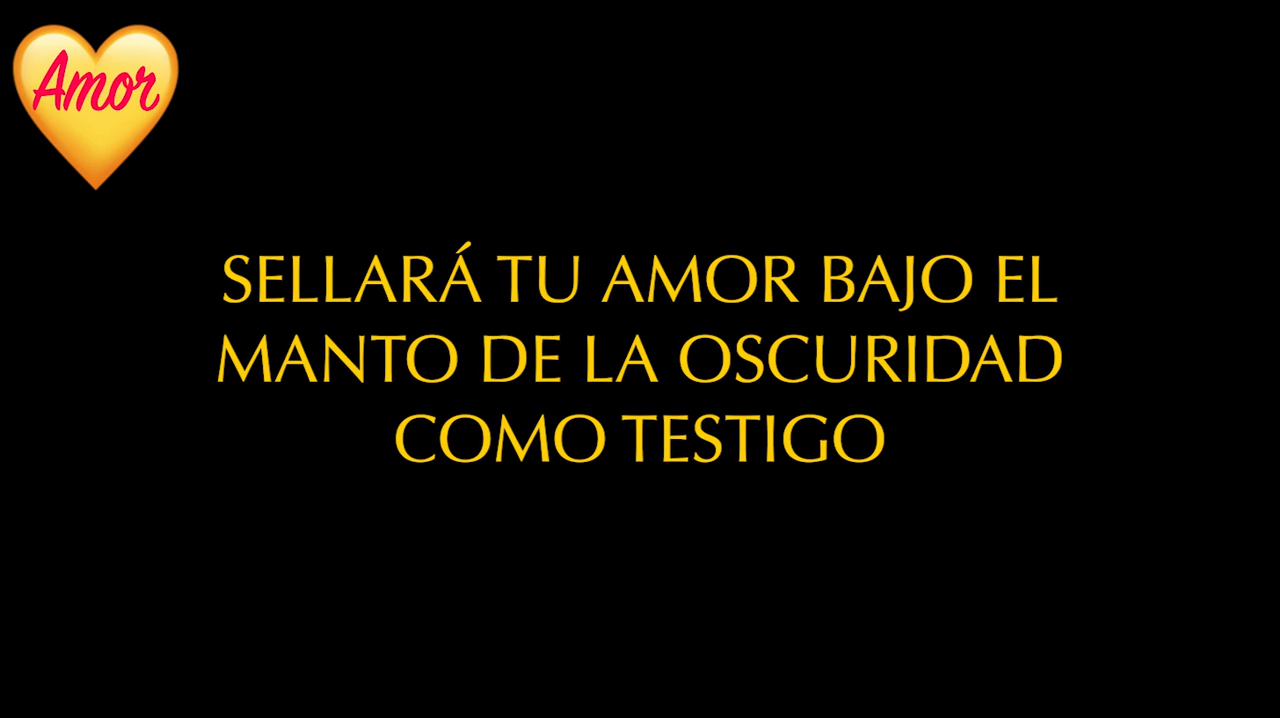 Amor
SELLARÁ TU AMOR BAJO EL
MANTO DE LA OSCURIDAD
COMO TESTIGO